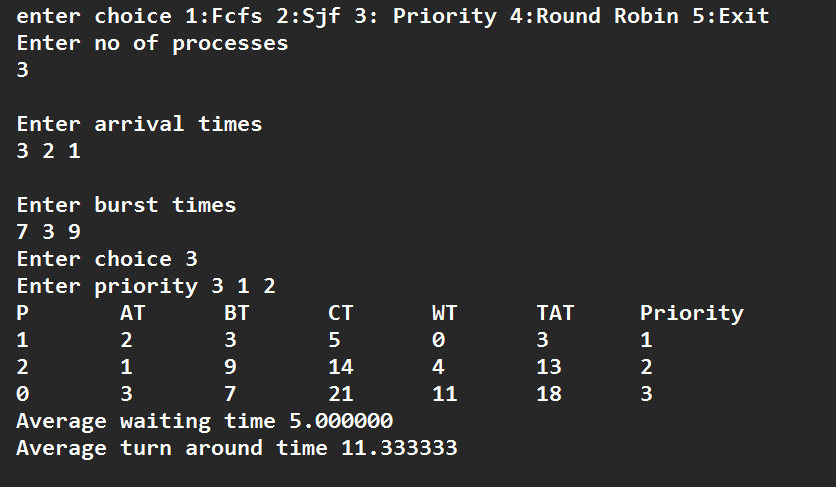 enter choice 1:Fcfs 2:Sjf 3: Priority 4:Round Robin 5:Exit
Enter no of processes
3
Enter arrival times
3 2 1
Enter burst times
7 3 9
Enter choice 3
Enter priority 3 1 2
P AT BT CT WT TAT Priority
1 2 3 5 0 3 1
2 1 9 14 4 13 2
0 3 7 21 11 18 3
Average waiting time 5.000000
Average turn around time 11.333333